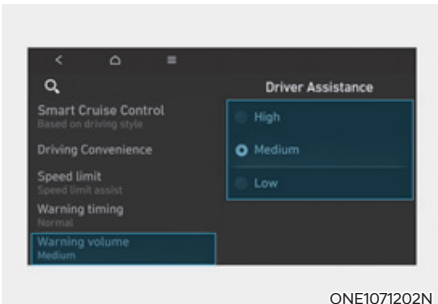 Driver Assistance
Smart Cruise Control
Based on driving style
Driving Convenience
Speed limit
Speed limit assist
Warning timing
Normal
Warning volume
Medium
High
Medium
Low
ONE1071202N